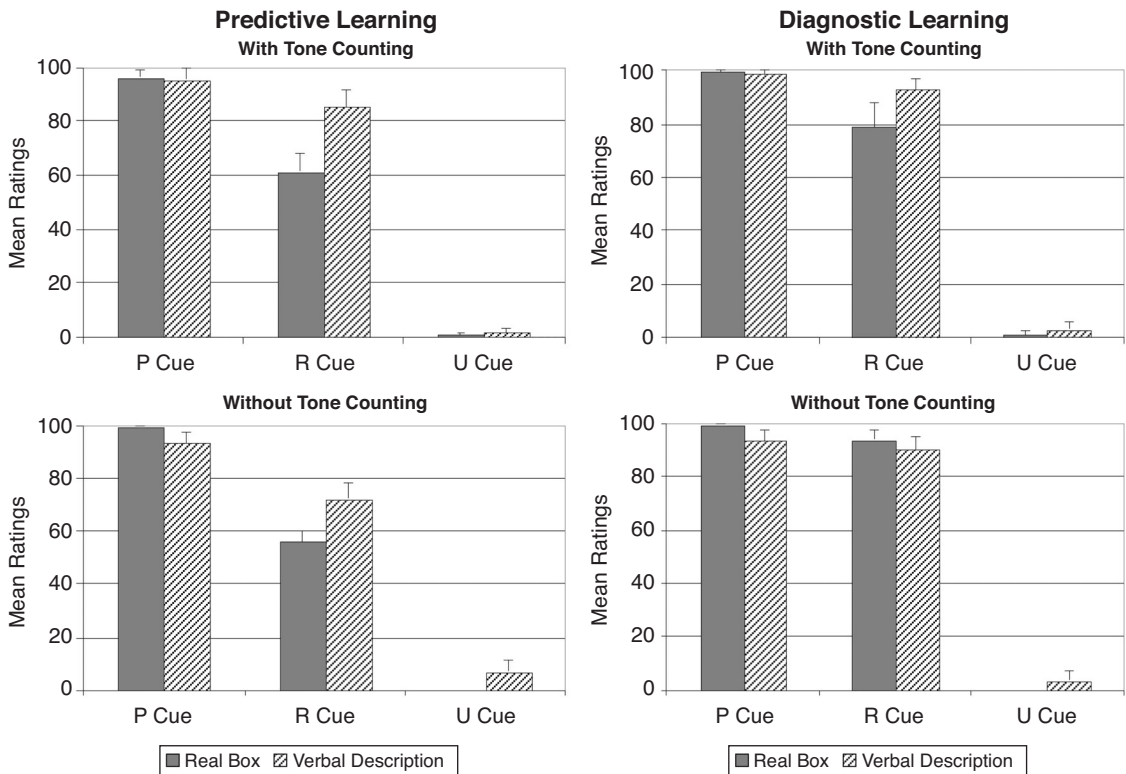 Predictive Learning
With Tone Counting
100
80
60
40
20
0
Mean Ratings
P Cue R Cue U Cue
Without Tone Counting
100
80
60
40
20
0
Mean Ratings
P Cue R Cue U Cue
Real Box Verbal Description
Diagnostic Learning
With Tone Counting
100
80
60
40
20
0
Mean Ratings
P Cue R Cue U Cue
Without Tone Counting
100
80
60
40
20
0
Mean Ratings
P Cue R Cue U Cue
Real Box Verbal Description